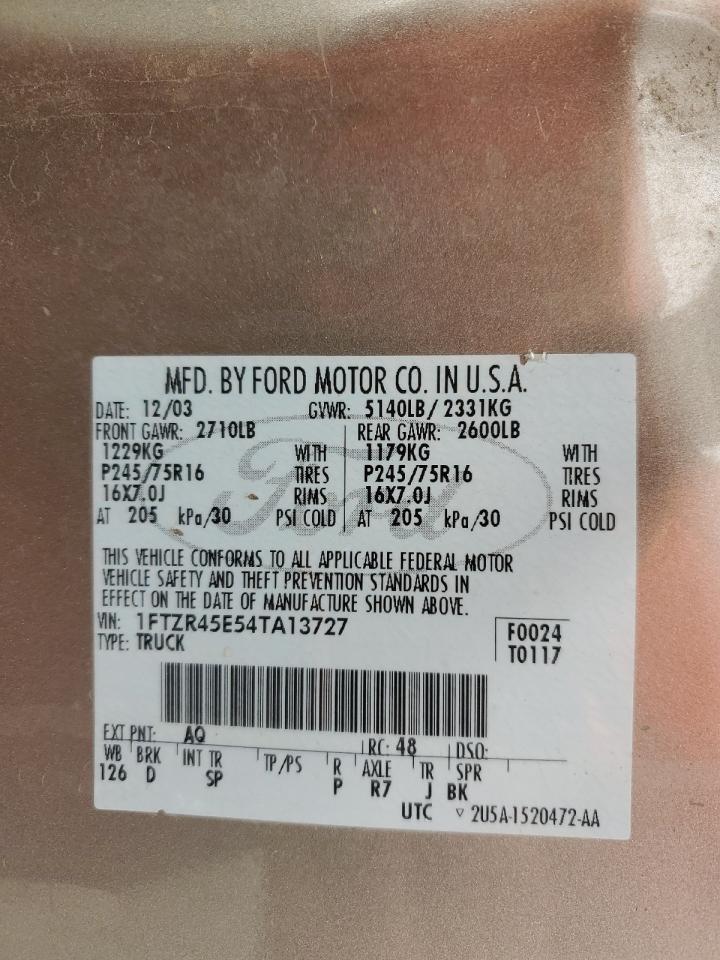 MFD. BY FORD MOTOR CO. IN U.S.A.
DATE: 12/03 GVWR: 5140LB/ 2331KG
FRONT GAWR: 2710LB REAR GAWR: 2600LB
1229KG WITH 1179KG WITH
P245/75R16 TIRES P245/75R16 TIRES
16X7.0J RIMS 16X7.0J RIMS
AT 205 kPa/30 PSI COLD AT 205 kPa/30 PSI COLD
Ford
THIS VEHICLE CONFORMS TO ALL APPLICABLE FEDERAL MOTOR
VEHICLE SAFETY AND THEFT PREVENTION STANDARDS IN
EFFECT ON THE DATE OF MANUFACTURE SHOWN ABOVE.
VIN: 1FTZR45E54TA13727 F0024
TYPE: TRUCK T0117
EXT PNT: AQ RC: 48 DSO:
WB BRK INT TR TP/PS R AXLE TR SPR
126 D SP P R7 J BK
UTC ▽ 2U5A-1520472-AA